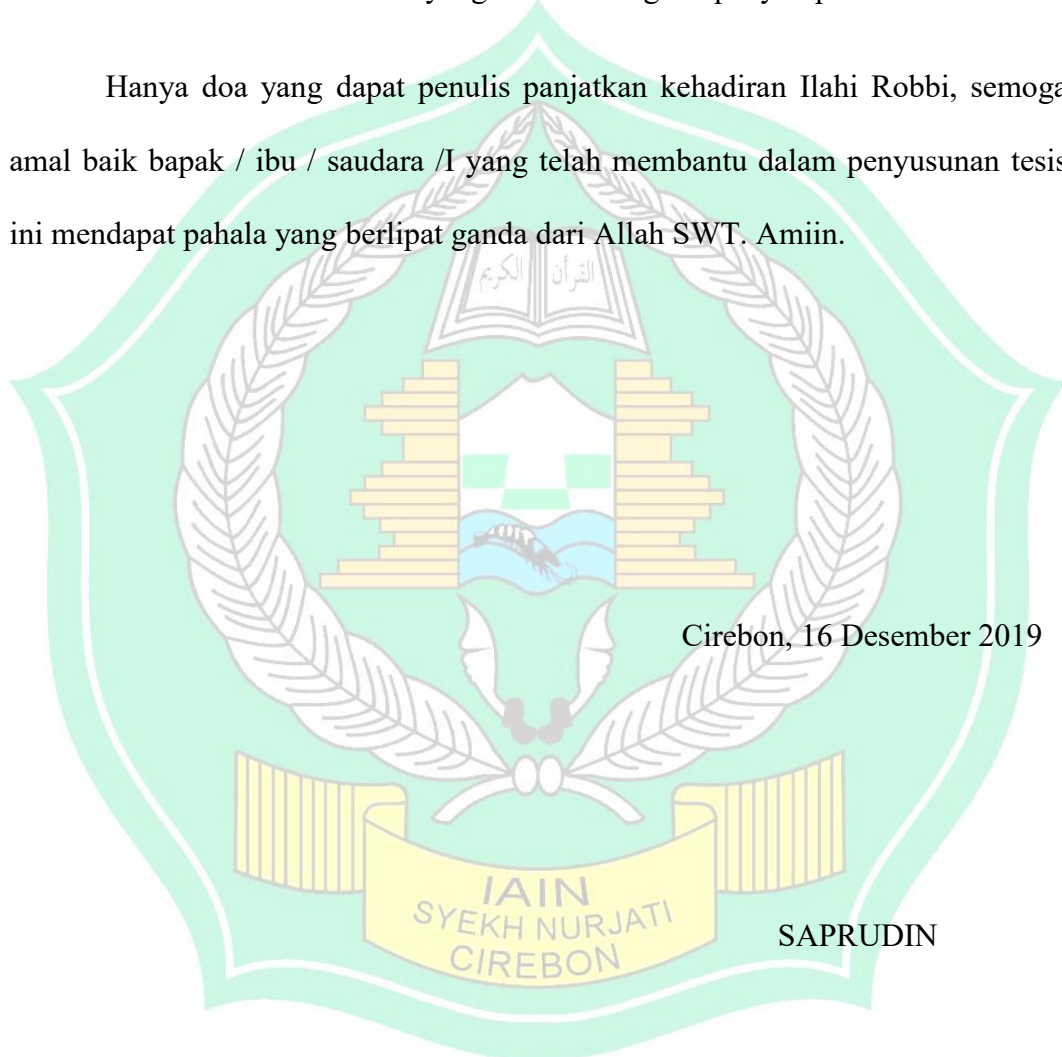 Hanya doa yang dapat penulis panjatkan kehadiran Ilahi Robbi, semoga
amal baik bapak / ibu / saudara /I yang telah membantu dalam penyusunan tesis
ini mendapat pahala yang berlipat ganda dari Allah SWT. Amiin.
القرآن الكريم
Cirebon, 16 Desember 2019
SAPRUDIN
IAIN
SYEKH NURJATI
CIREBON